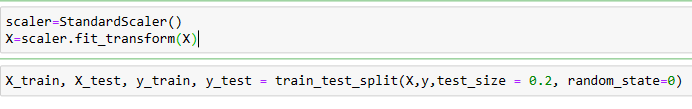 scaler=StandardScaler()
X=scaler.fit_transform(X)
X_train, X_test, y_train, y_test = train_test_split(X,y,test_size = 0.2, random_state=0)